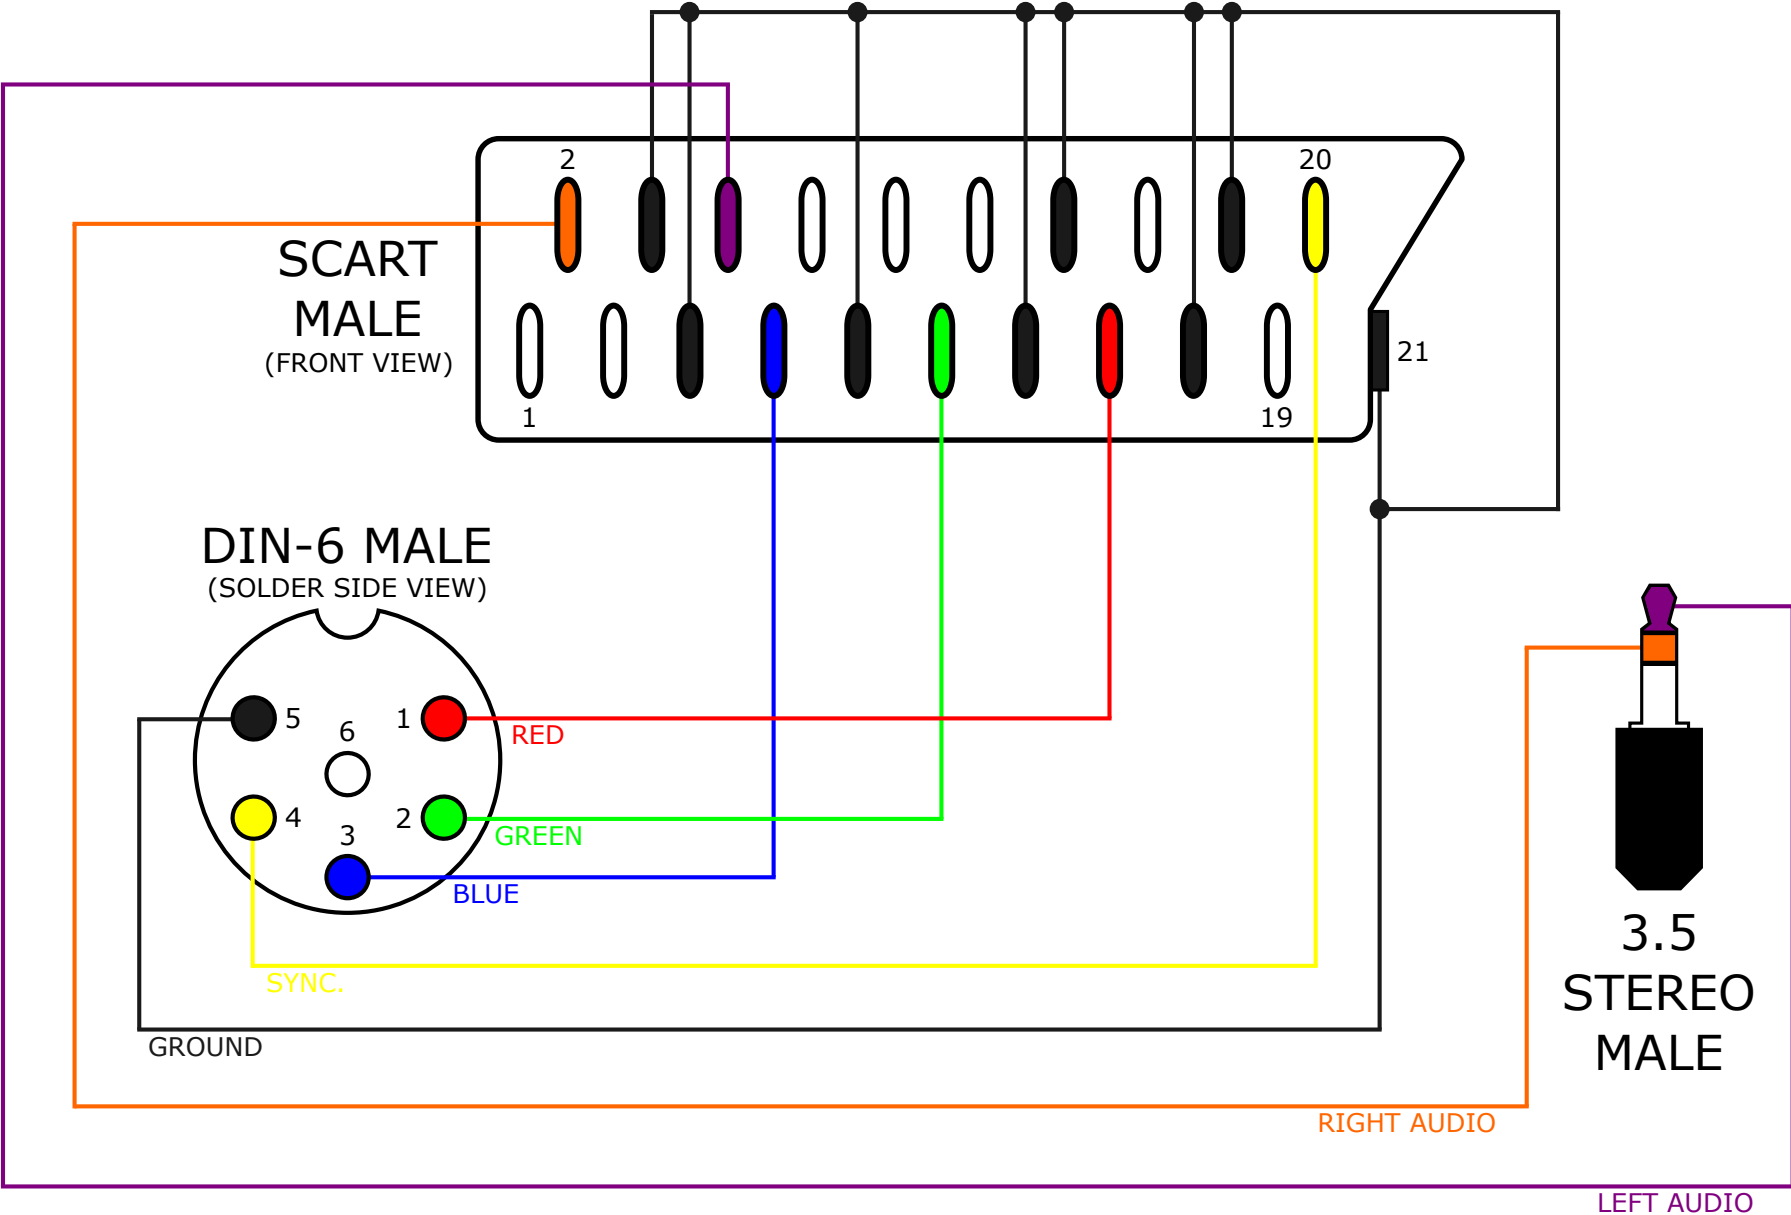 2
20
SCART
MALE
(FRONT VIEW)
21
1
19
DIN-6 MALE
(SOLDER SIDE VIEW)
5
6
1
RED
4
3
2
GREEN
BLUE
SYNC.
GROUND
3.5
STEREO
MALE
RIGHT AUDIO
LEFT AUDIO